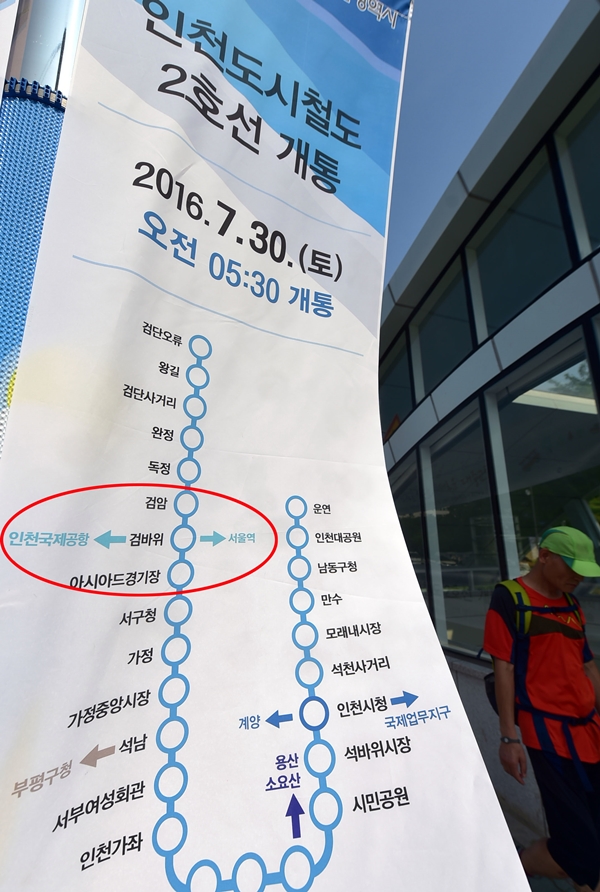 인천도시철도
2호선 개통
2016.7.30.(토)
오전 05:30 개통
검단오류
왕길
검단사거리
완정
독정
검암
인천국제공항 검바위 서울역
아시아드경기장
서구청
가정
가정중앙시장
부평구청 석남
서부여성회관
인천가좌
운연
인천대공원
남동구청
만수
모래내시장
석천사거리
계양 인천시청 국제업무지구
석바위시장
용산
소요산
시민공원